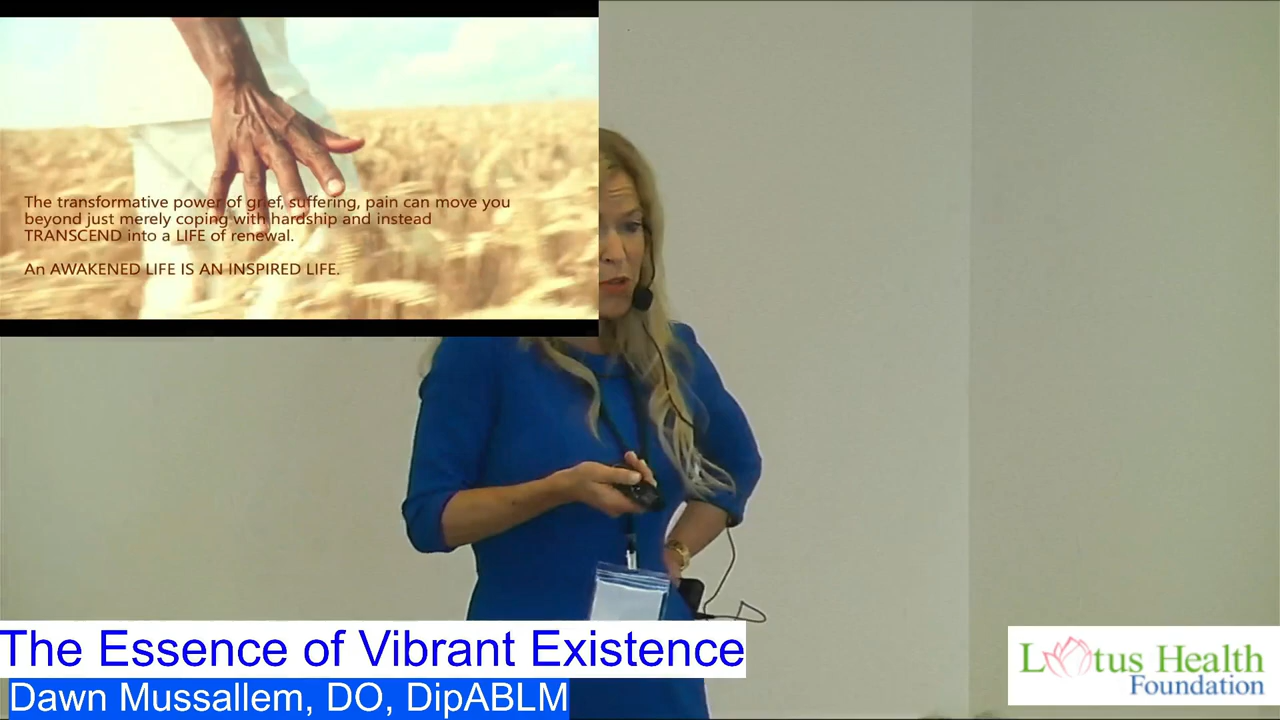 The transformative power of grief, suffering, pain can move you
beyond just merely coping with hardship and instead
TRANSCEND into a LIFE of renewal.
An AWAKENED LIFE IS AN INSPIRED LIFE.
The Essence of Vibrant Existence
Dawn Mussallem, DO, DipABLM
Lotus Health
Foundation